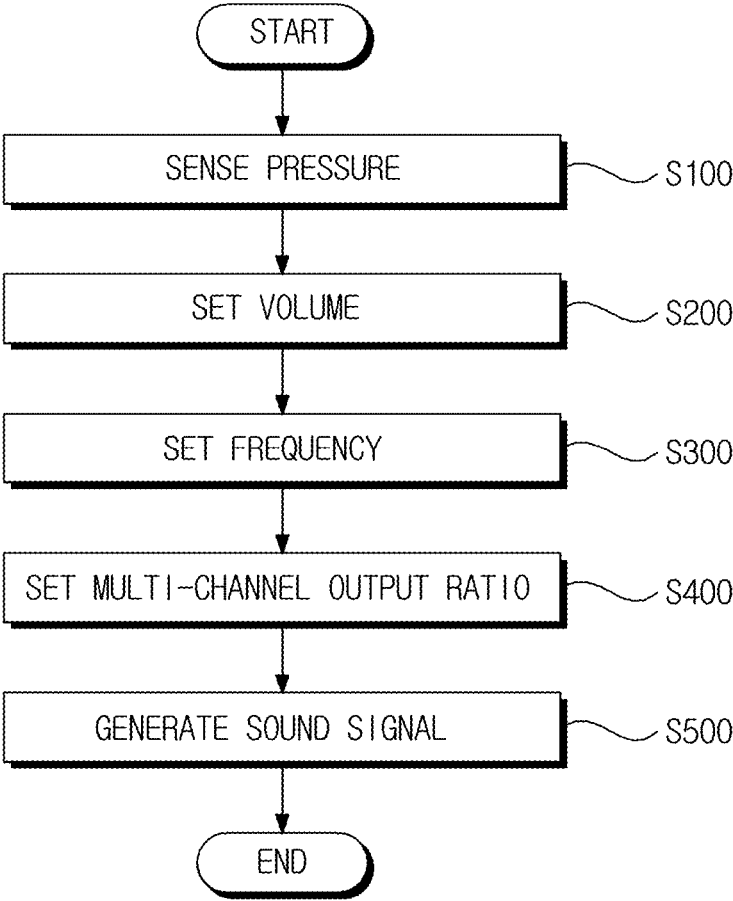 START
SENSE PRESSURE
S100
SET VOLUME
S200
SET FREQUENCY
S300
SET MULTI-CHANNEL OUTPUT RATIO
S400
GENERATE SOUND SIGNAL
S500
END